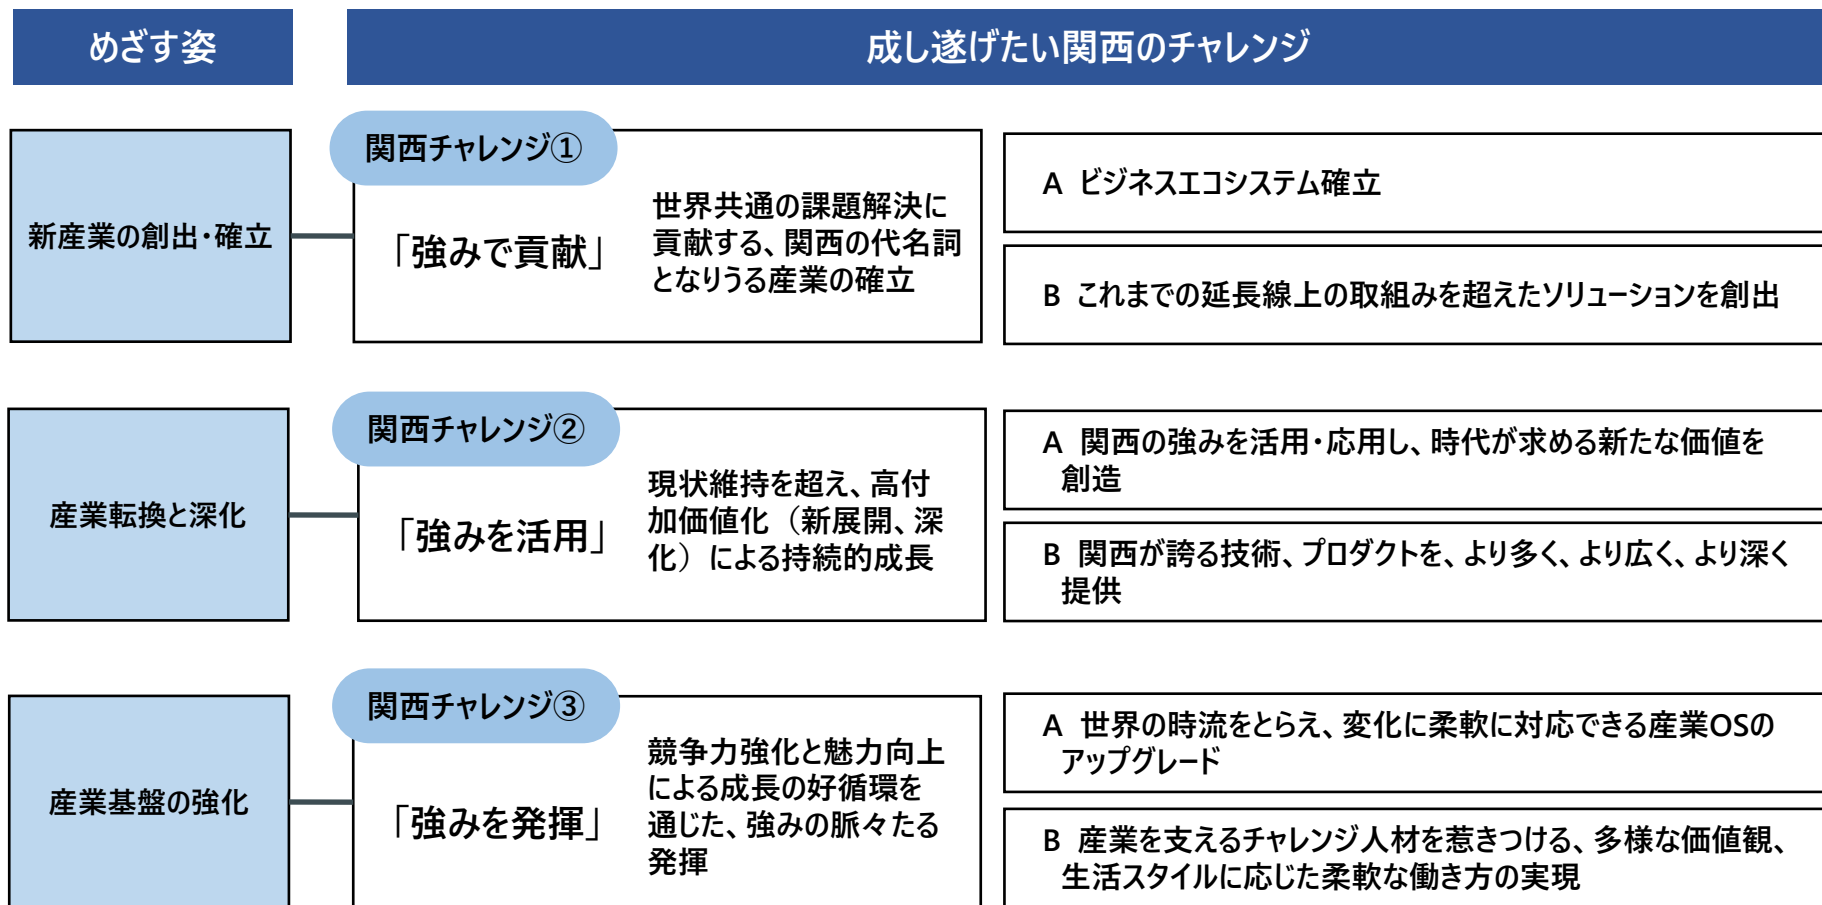 めざす姿
成し遂げたい関西のチャレンジ
新産業の創出・確立
関西チャレンジ①
「強みで貢献」
世界共通の課題解決に
貢献する、関西の代名詞
となりうる産業の確立
A ビジネスエコシステム確立
B これまでの延長線上の取組みを超えたソリューションを創出
産業転換と深化
関西チャレンジ②
「強みを活用」
現状維持を超え、高付
加価値化（新展開、深
化）による持続的成長
A 関西の強みを活用・応用し、時代が求める新たな価値を
創造
B 関西が誇る技術、プロダクトを、より多く、より広く、より深く
提供
産業基盤の強化
関西チャレンジ③
「強みを発揮」
競争力強化と魅力向上
による成長の好循環を
通じた、強みの脈々たる
発揮
A 世界の時流をとらえ、変化に柔軟に対応できる産業OSの
アップグレード
B 産業を支えるチャレンジ人材を惹きつける、多様な価値観、
生活スタイルに応じた柔軟な働き方の実現